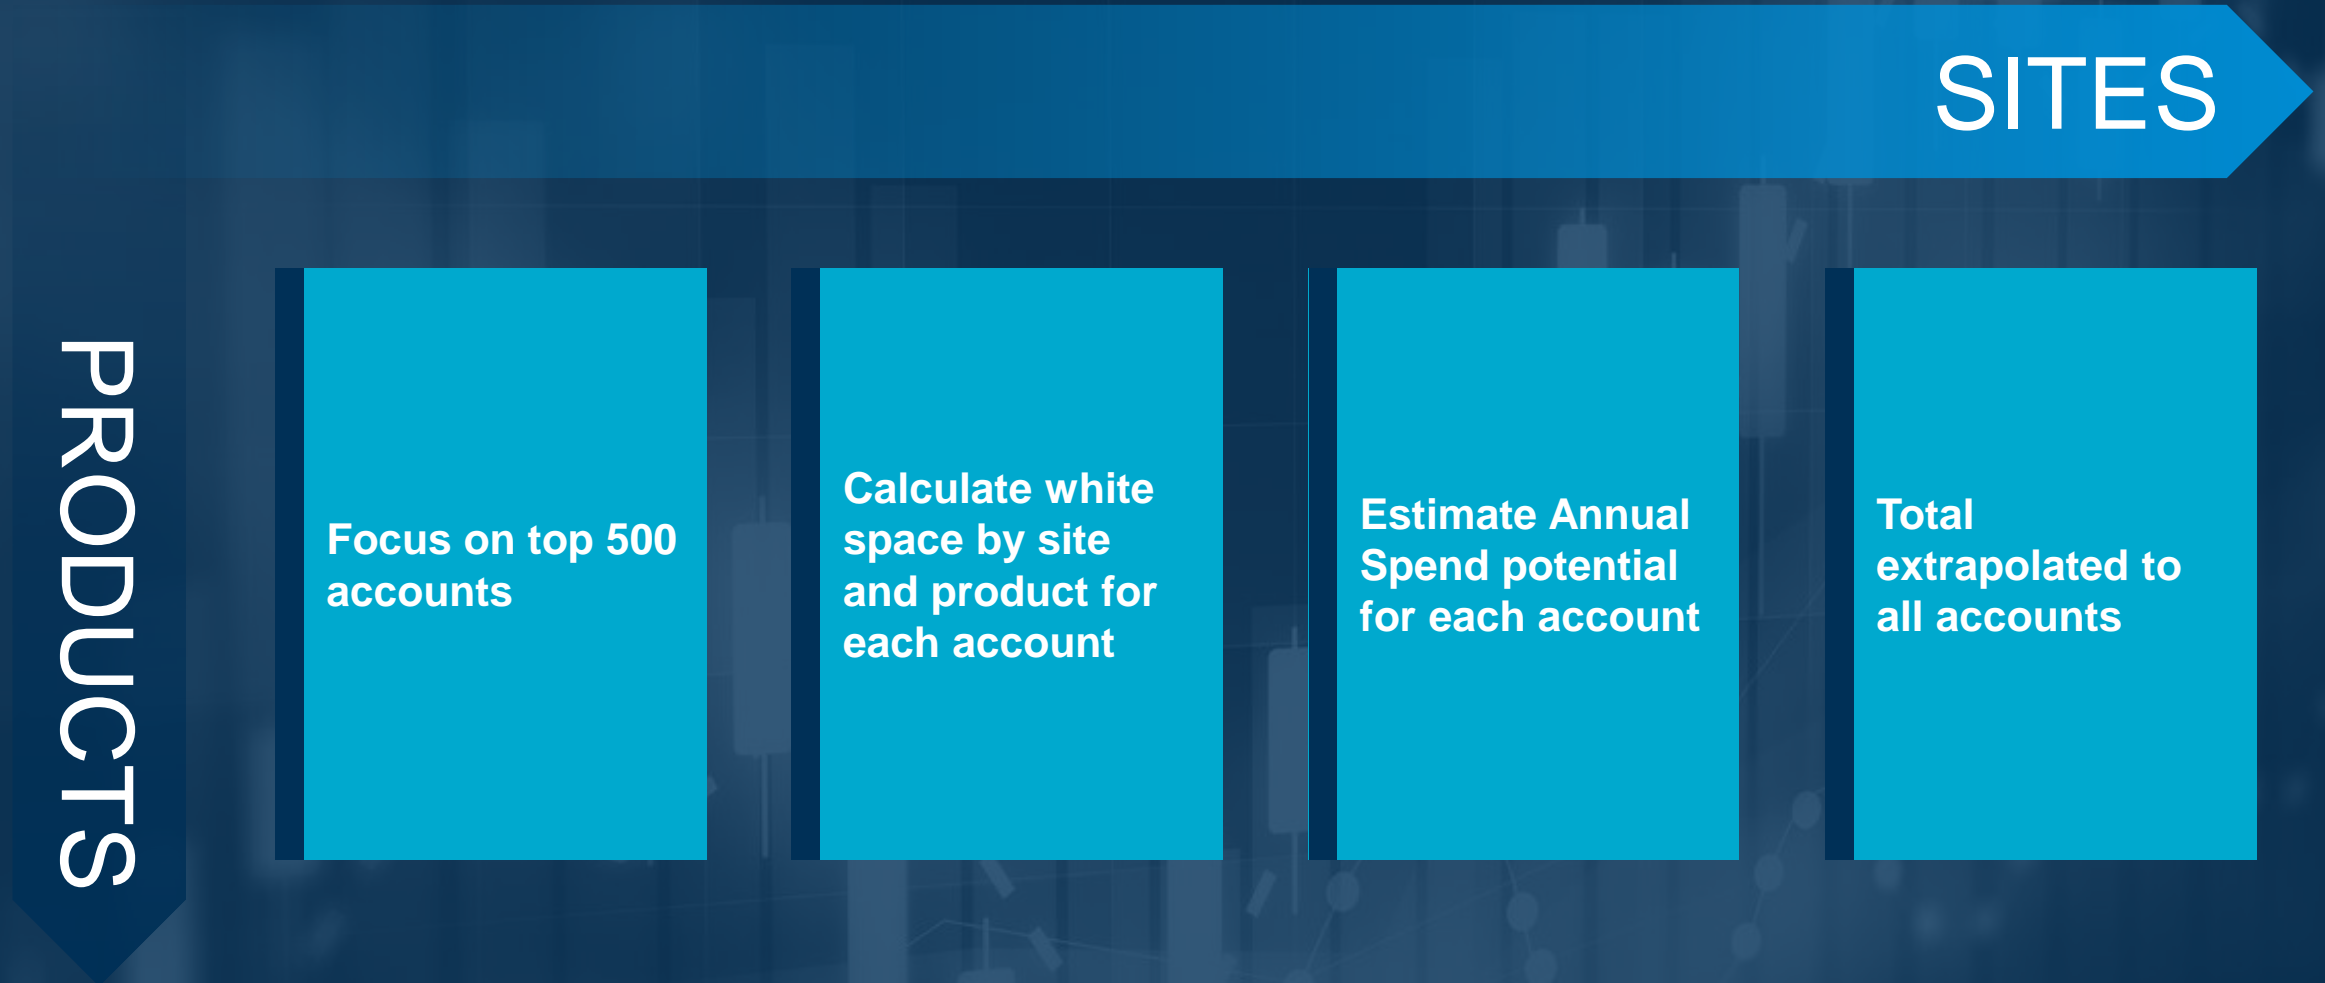 SITES
PRODUCTS
Focus on top 500
accounts
Calculate white
space by site
and product for
each account
Estimate Annual
Spend potential
for each account
Total
extrapolated to
all accounts